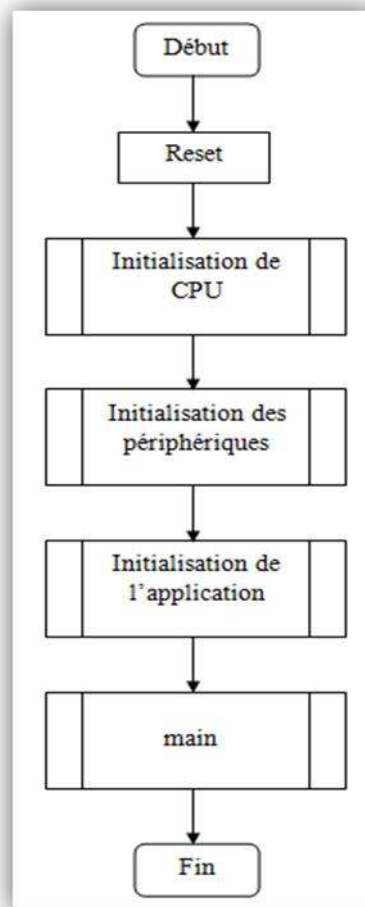 Début
Reset
Initialisation de
CPU
Initialisation des
périphériques
Initialisation de
l'application
main
Fin